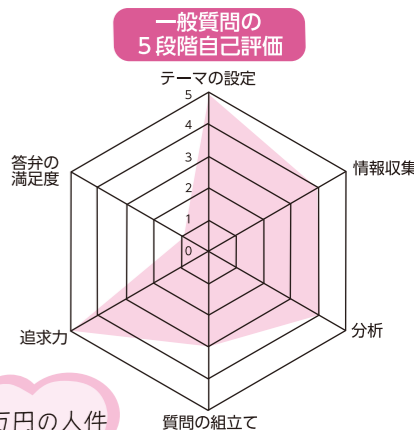 一般質問の
5段階自己評価
テーマの設定
5
4
3
2
1
0
答弁の
満足度
情報収集
追求力
分析
質問の組立て
万円の人件